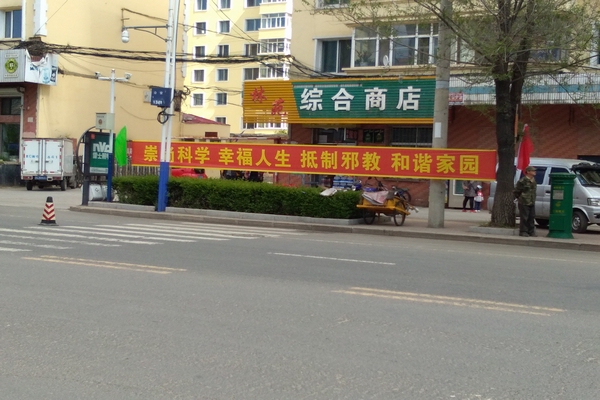 综合商店
崇尚科学 幸福人生 抵制邪教 和谐家园